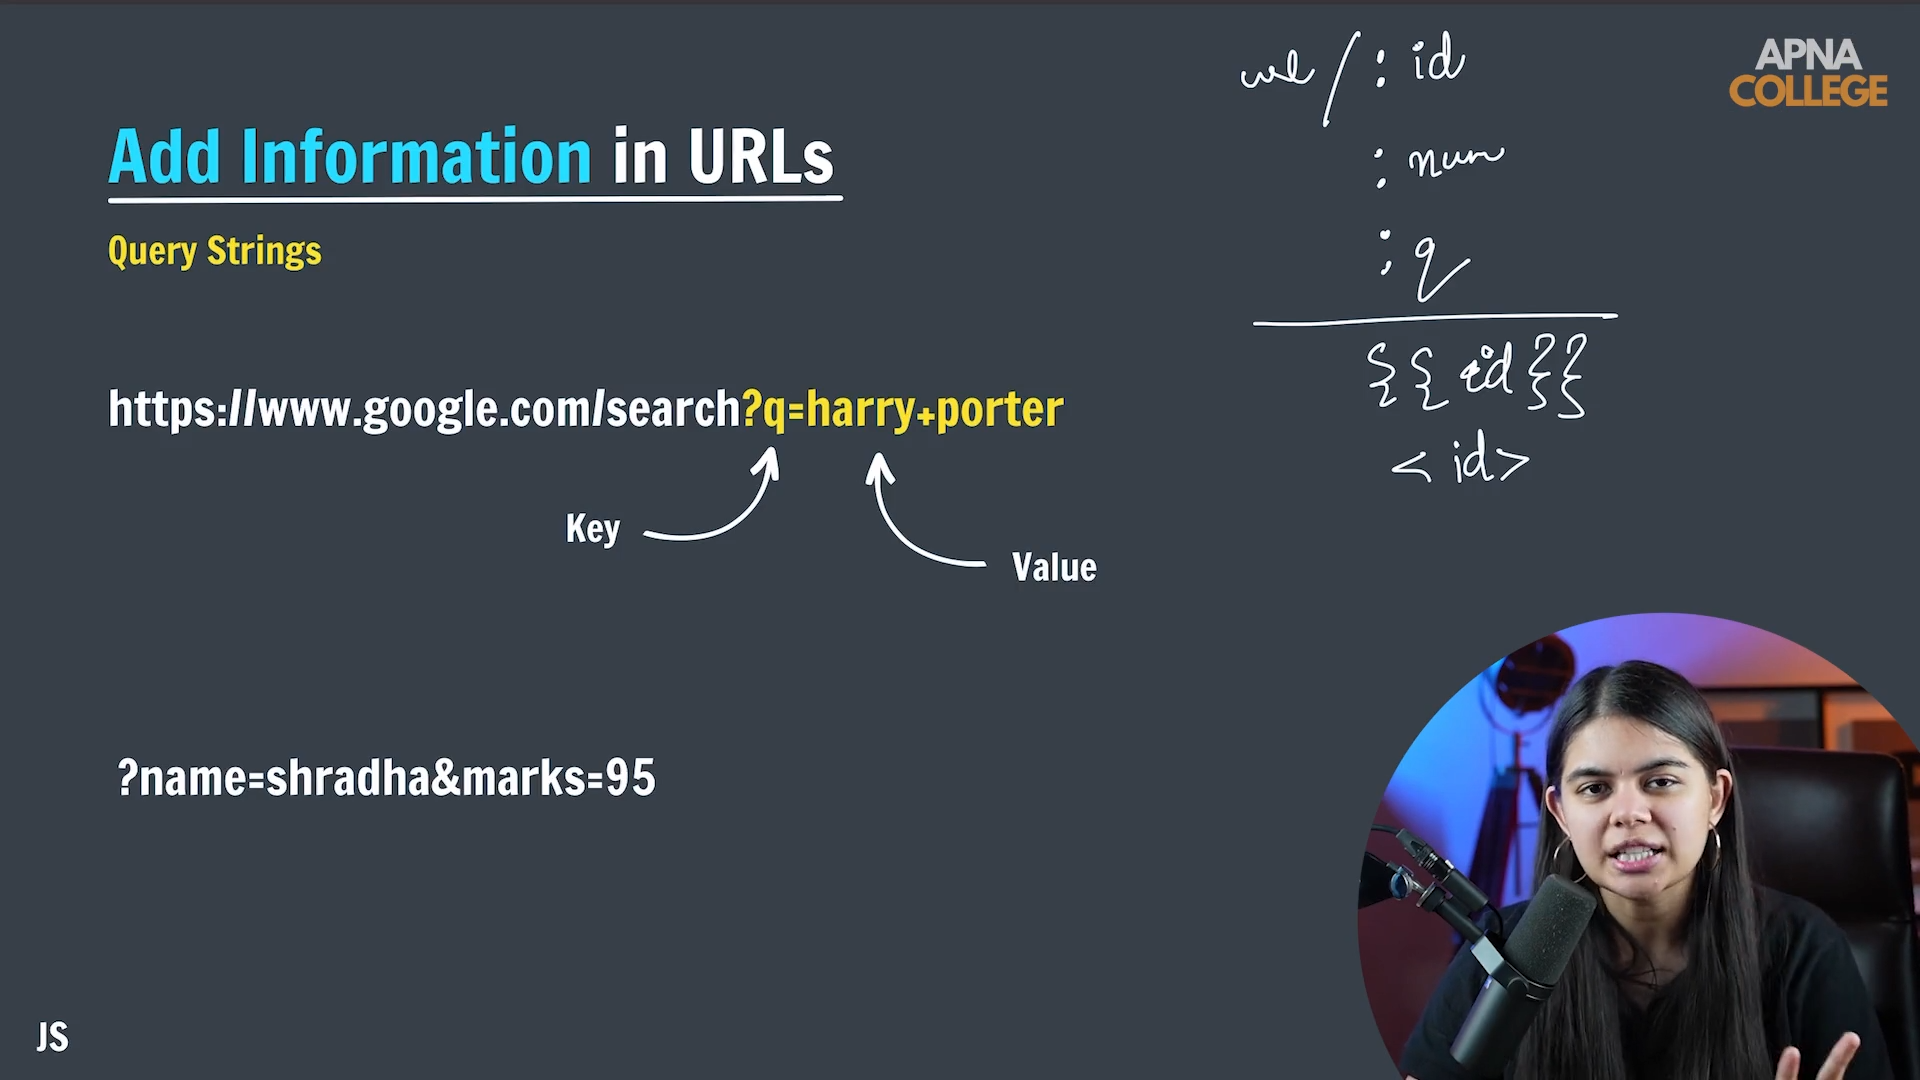 APNA
COLLEGE
Add Information in URLs
Query Strings
https://www.google.com/search?q=harry+porter
Key
Value
?name=shradha&marks=95
JS
url / : id
: num
: q
{{id}}
<id>